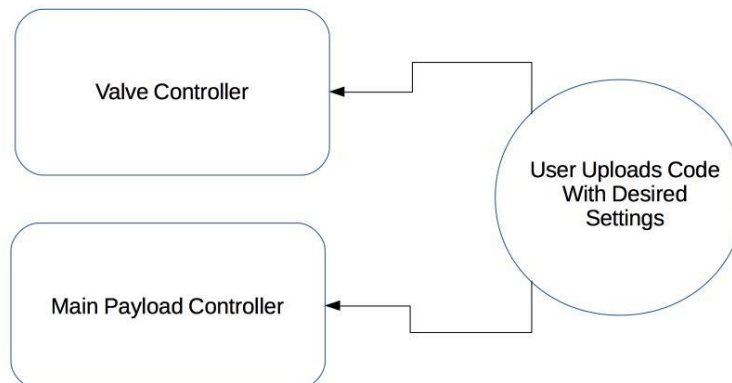 Valve Controller
User Uploads Code
With Desired
Settings
Main Payload Controller